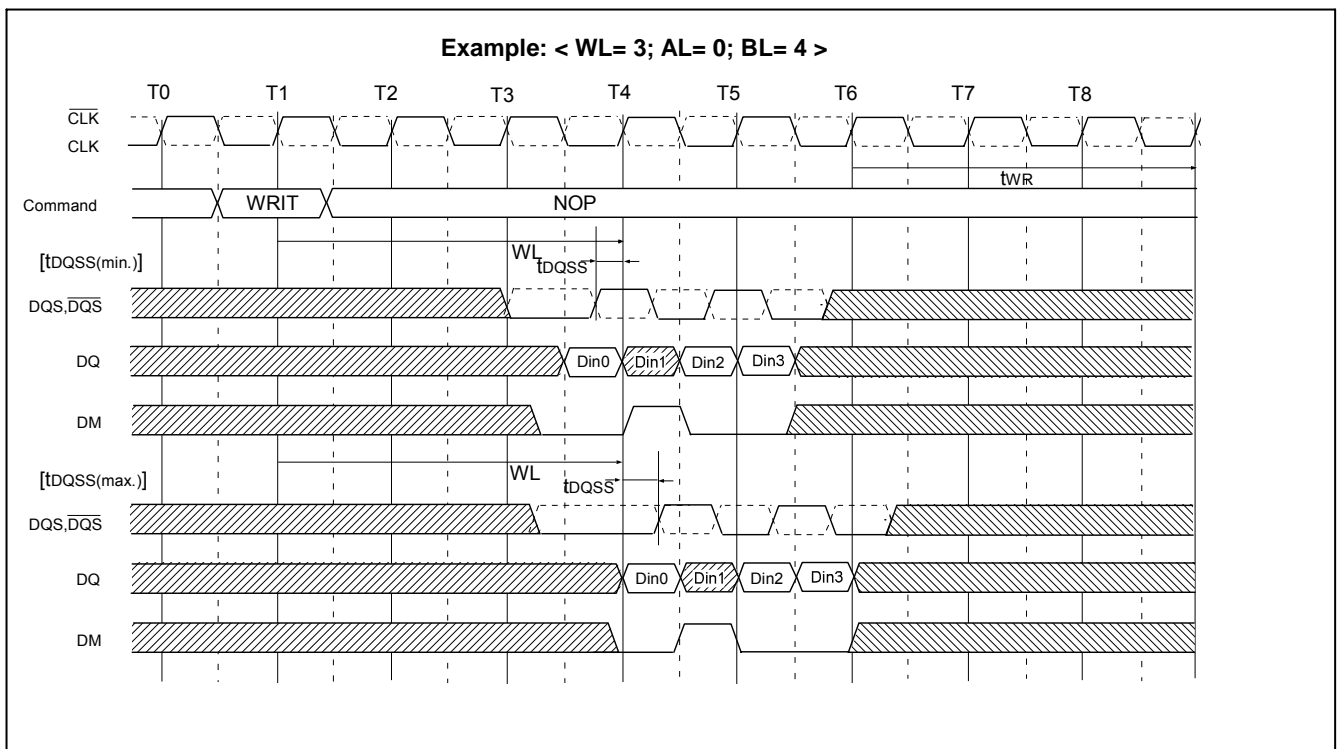 Example: < WL= 3; AL= 0; BL= 4 >
T0 T1 T2 T3 T4 T5 T6 T7 T8
CLK
CLK
tWR
Command WRIT NOP
WL
[tDQSS(min.)] tDQSS
DQS,DQS
DQ Din0 Din1 Din2 Din3
DM
WL
[tDQSS(max.)] tDQSS
DQS,DQS
DQ Din0 Din1 Din2 Din3
DM